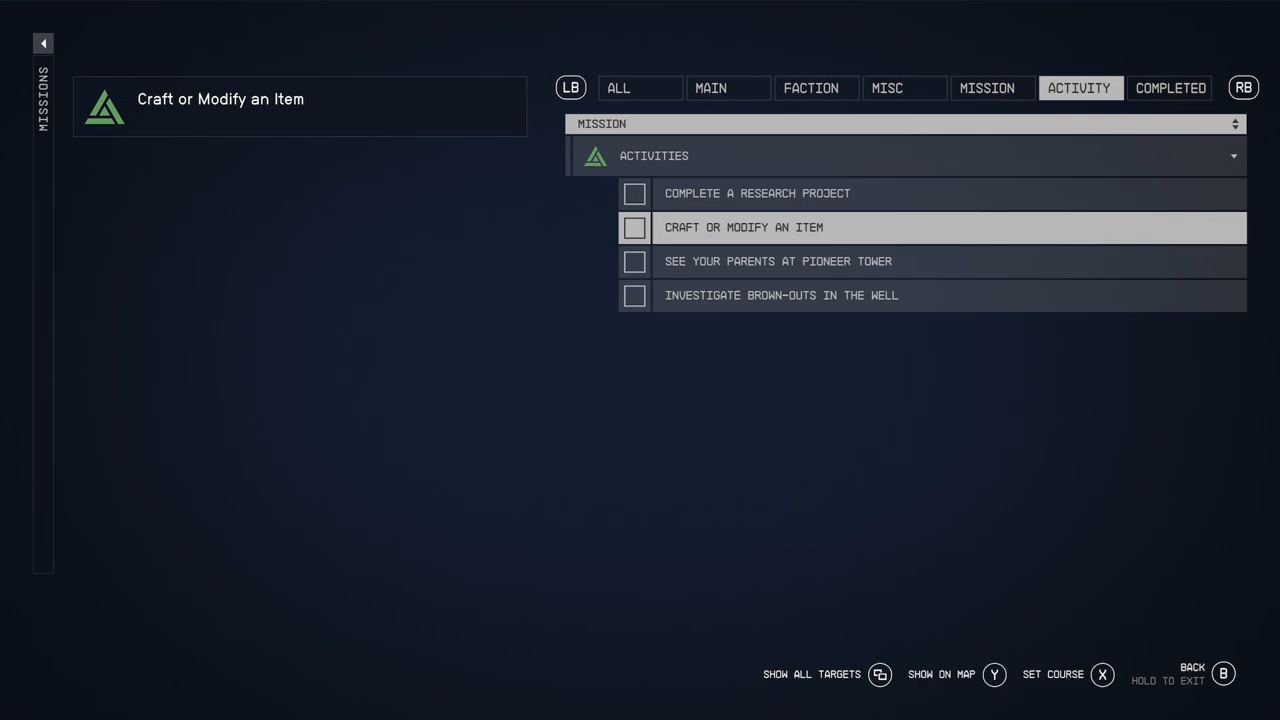 MISSIONS
Craft or Modify an Item
LB ALL MAIN FACTION MISC MISSION ACTIVITY COMPLETED RB
MISSION
ACTIVITIES
COMPLETE A RESEARCH PROJECT
CRAFT OR MODIFY AN ITEM
SEE YOUR PARENTS AT PIONEER TOWER
INVESTIGATE BROWN-OUTS IN THE WELL
SHOW ALL TARGETS SHOW ON MAP Y SET COURSE X BACK B
HOLD TO EXIT